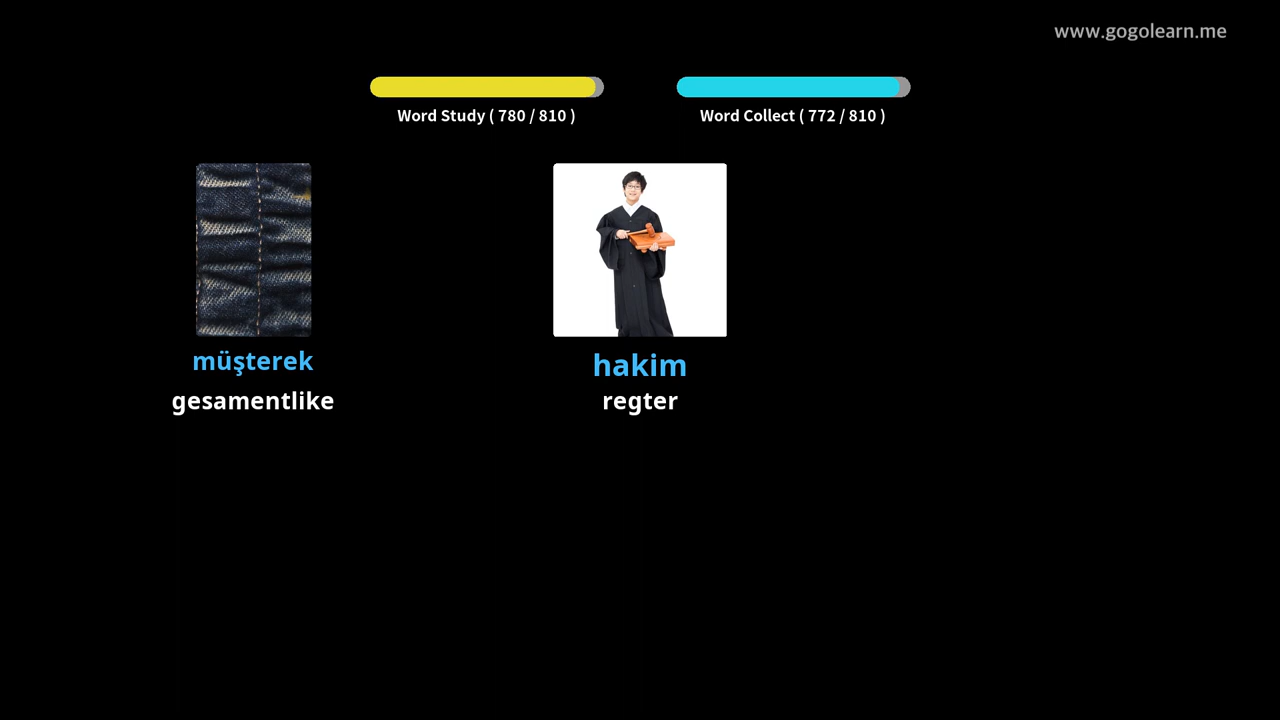 www.gogolearn.me
Word Study ( 780 / 810 )
Word Collect ( 772 / 810 )
müşterek
gesamentlike
hakim
regter